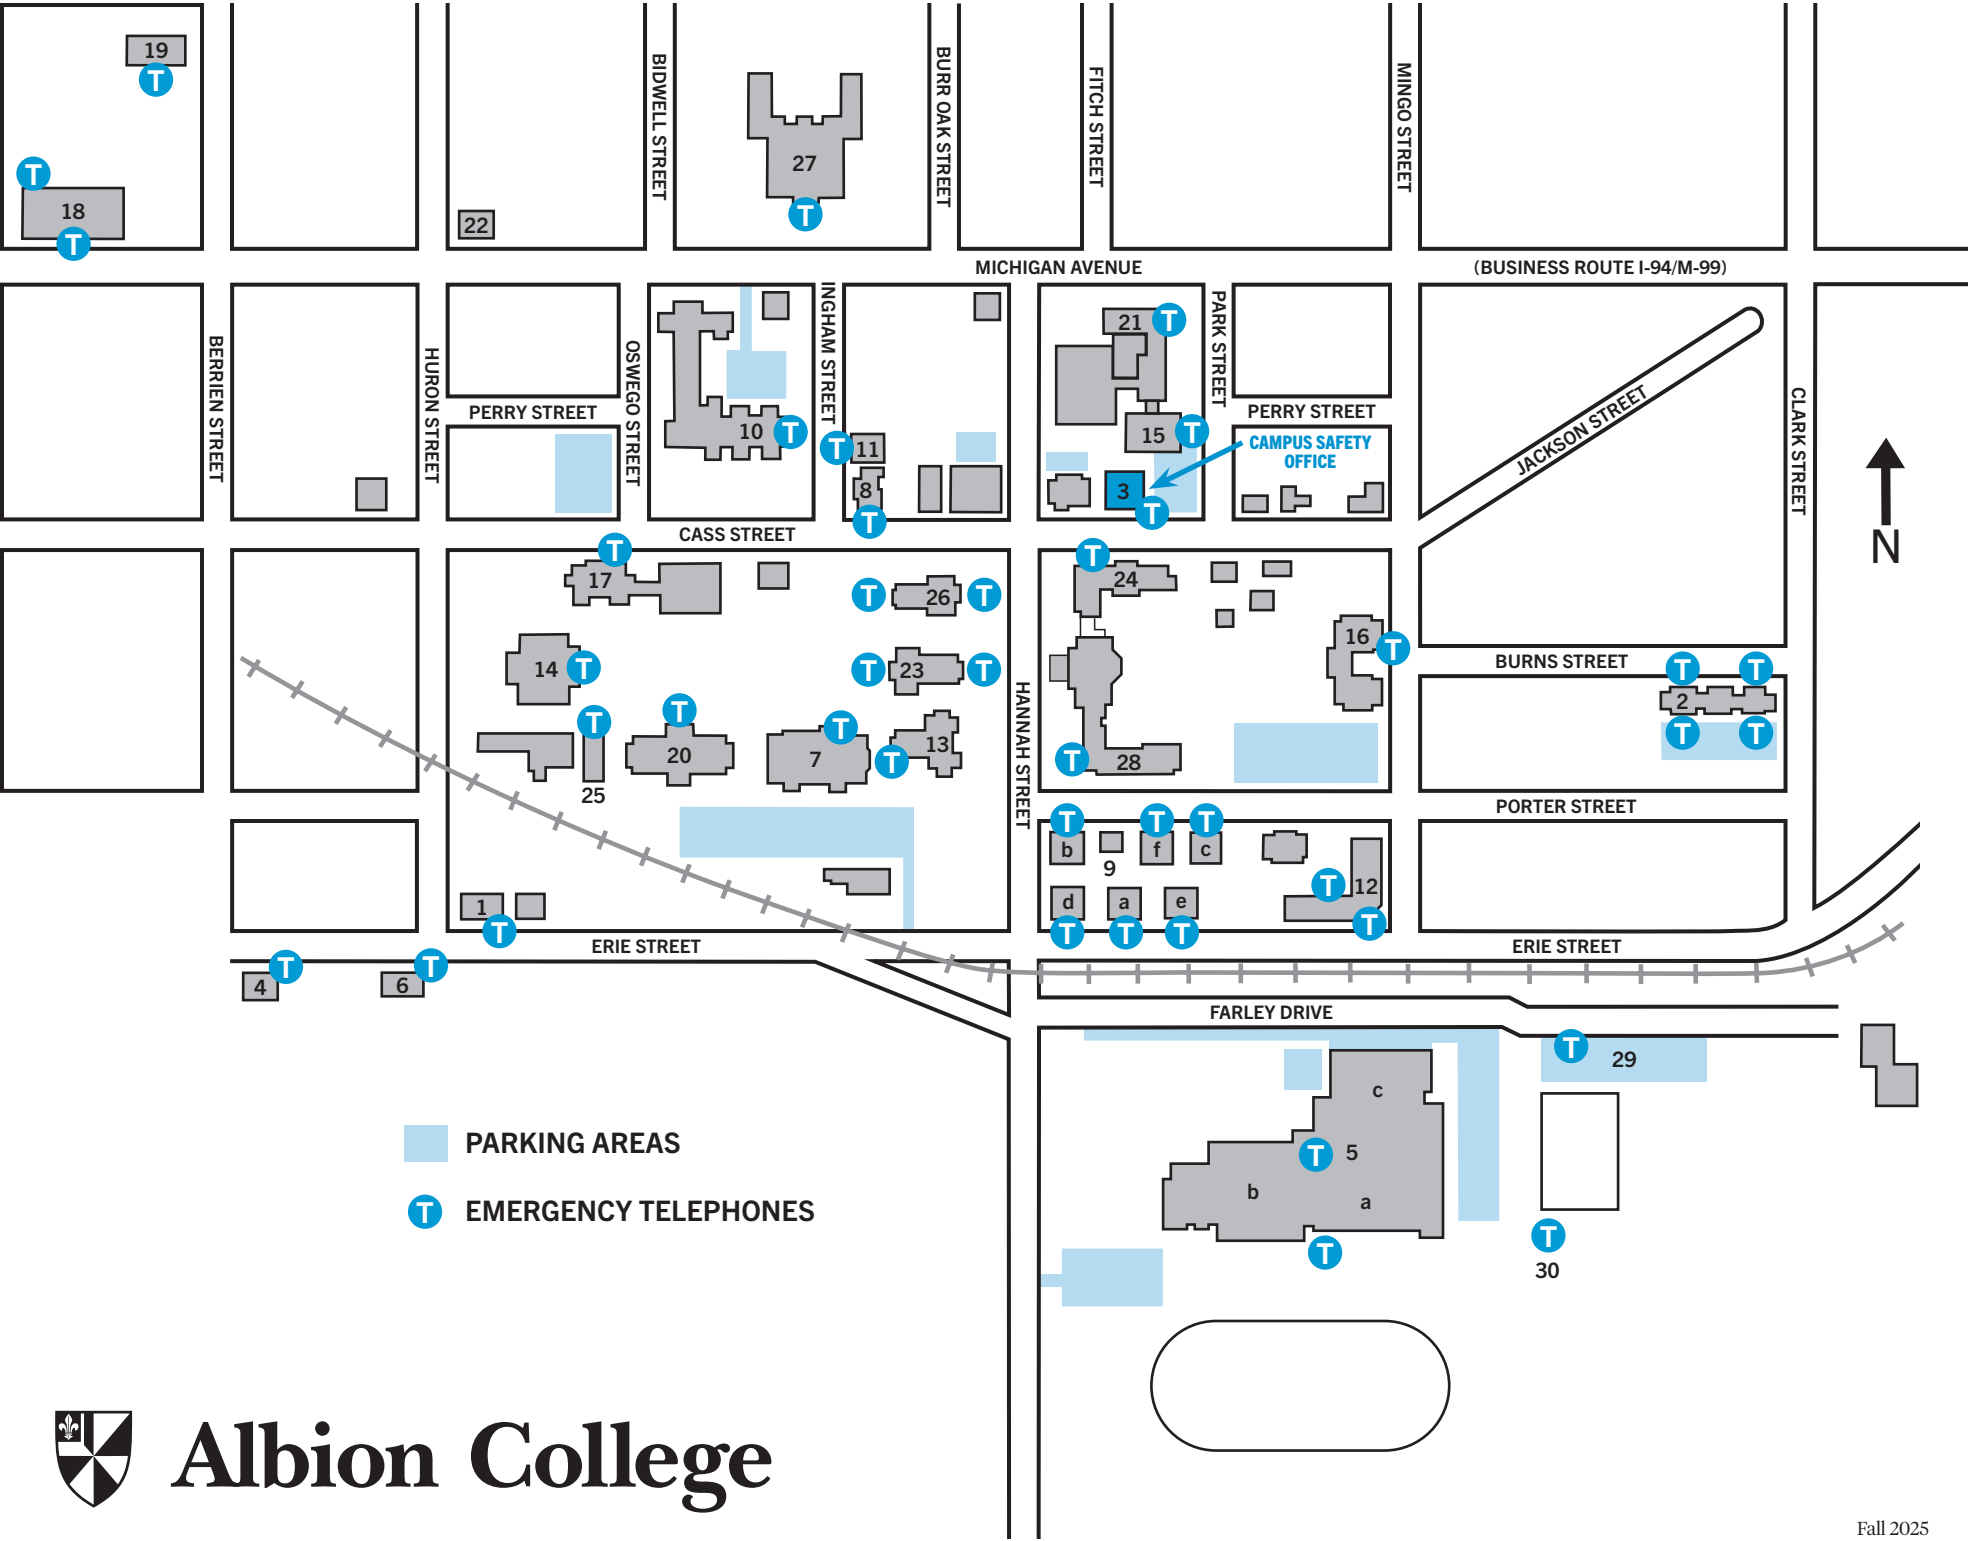 19
T
T
18
T
22
BIDWELL STREET
27
T
BURR OAK STREET
FITCH STREET
MINGO STREET
MICHIGAN AVENUE
(BUSINESS ROUTE I-94/M-99)
BERRIEN STREET
HURON STREET
PERRY STREET
OSWEGO STREET
10
T
INGHAM STREET
T
11
8
T
21
T
15
T
3
T
PARK STREET
PERRY STREET
CAMPUS SAFETY
OFFICE
JACKSON STREET
CLARK STREET
N
CASS STREET
T
17
T
26
T
14
T
T
23
T
T
25
T
20
T
7
T
13
HANNAH STREET
T
24
16
T
T
28
BURNS STREET
T
T
2
T
T
PORTER STREET
T
T
T
b
9
f
c
d
a
e
T
T
T
T
12
T
1
T
ERIE STREET
ERIE STREET
4
T
6
T
FARLEY DRIVE
T
29
c
T
5
b
a
T
T
30
PARKING AREAS
T
EMERGENCY TELEPHONES
Albion College
Fall 2025